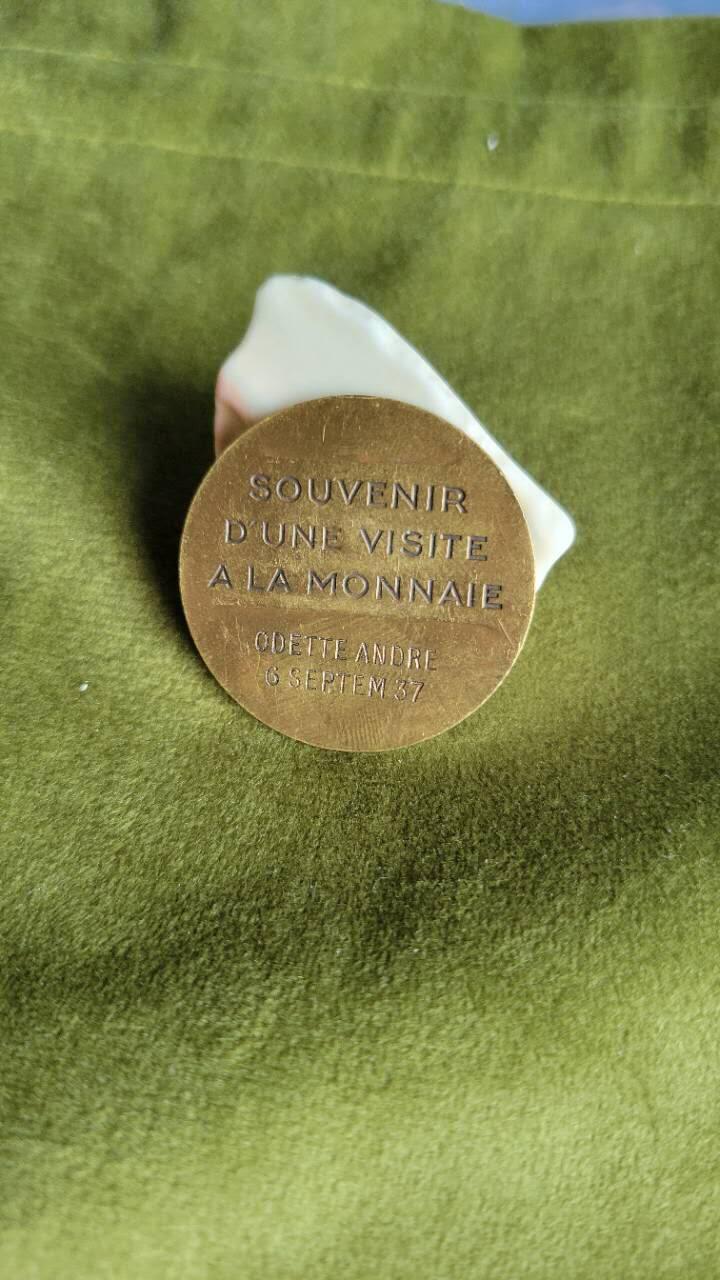 SOUVENIR
D'UNE VISITE
A LA MONNAIE
ODETTE ANDRE
6 SEPTEM 37